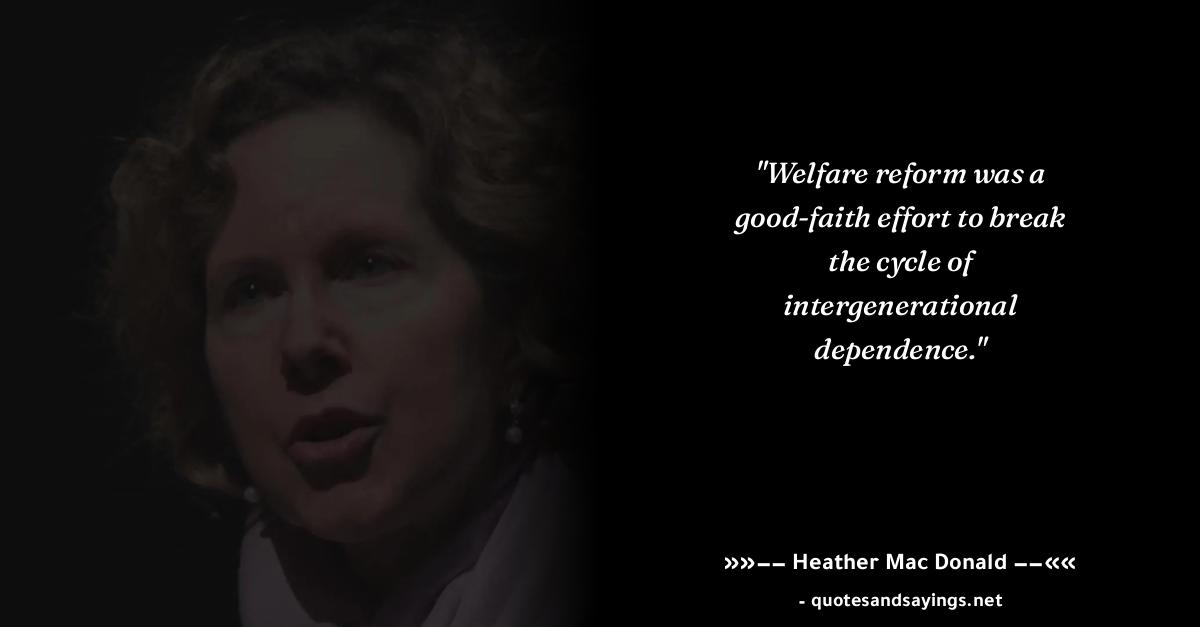 "Welfare reform was a
good-faith effort to break
the cycle of
intergenerational
dependence."
»»−− Heather Mac Donald −−««
- quotesandsayings.net